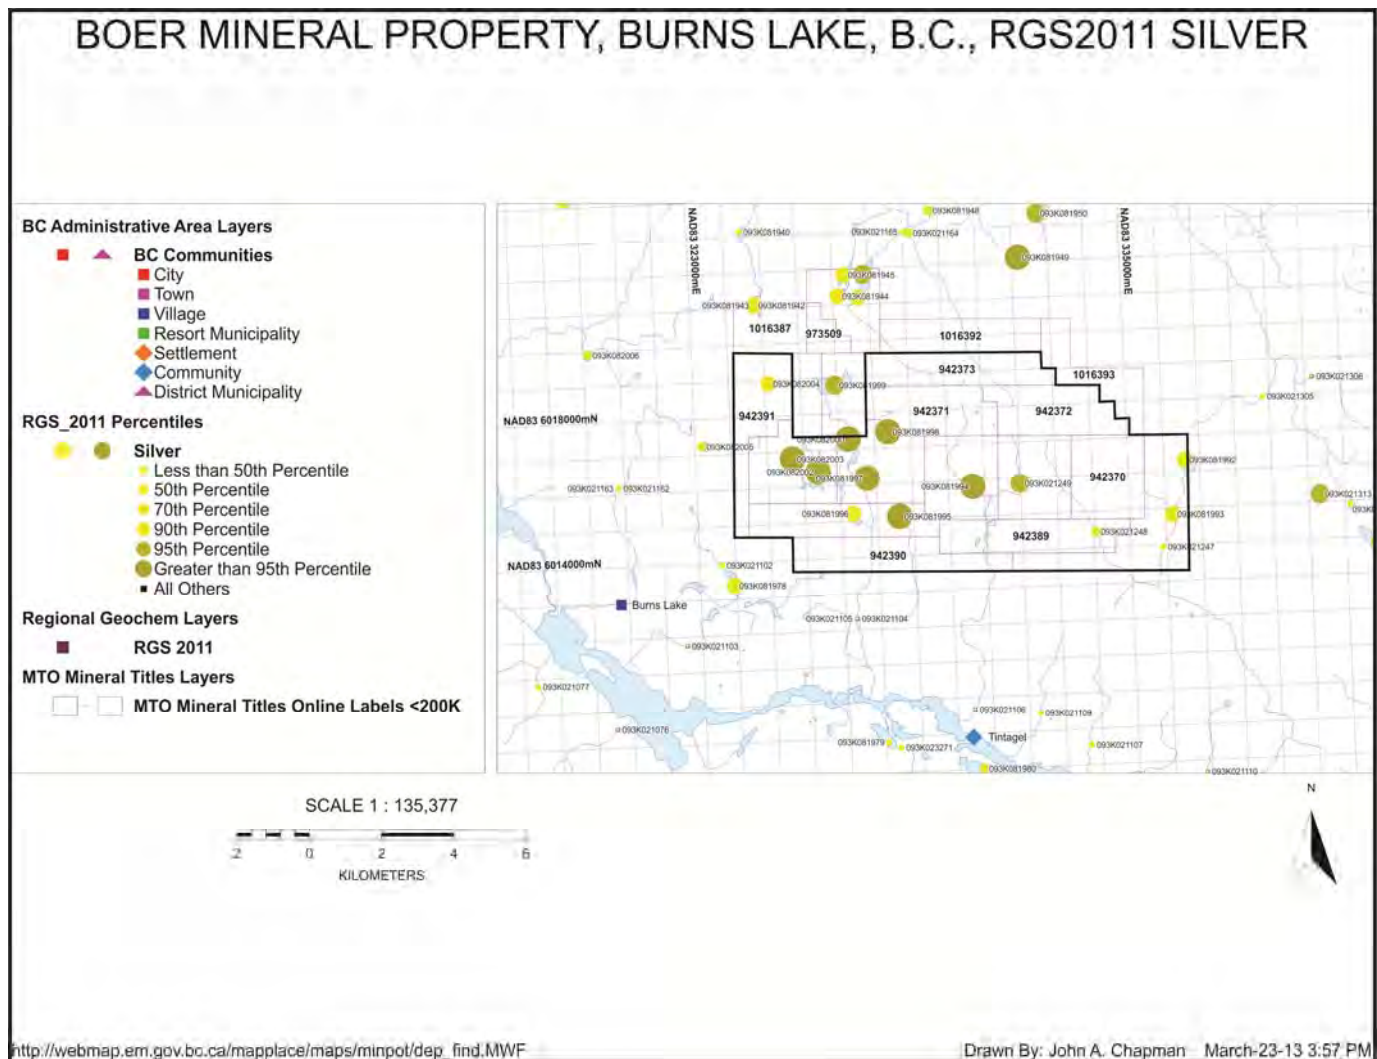 BOER MINERAL PROPERTY, BURNS LAKE, B.C., RGS2011 SILVER
BC Administrative Area Layers
BC Communities
City
Town
Village
Resort Municipality
Settlement
Community
District Municipality
RGS_2011 Percentiles
Silver
Less than 50th Percentile
50th Percentile
70th Percentile
90th Percentile
95th Percentile
Greater than 95th Percentile
All Others
Regional Geochem Layers
RGS 2011
MTO Mineral Titles Layers
MTO Mineral Titles Online Labels <200K
NAD83 323000mE
NAD83 335000mE
093K081948
093K081950
093K081940
093K021165
093K021164
093K081949
093K081945
093K081944
093K081943
093K081942
1016387
973509
1016392
093K082006
942373
1016393
093K021306
093K082004
093K081999
093K021305
942391
942371
942372
NAD83 6018000mN
093K081998
093K082005
093K082003
093K081992
093K082002
093K081997
942370
093K021163
093K021162
093K081994
093K021249
093K021313
093K081996
093K081995
093K081993
093K021248
942389
093K021247
942390
NAD83 6014000mN
093K021102
093K081978
Burns Lake
093K021105
093K021104
093K021103
093K021077
093K021106
093K021109
093K021076
Tintagel
093K081979
093K023271
093K021107
093K081980
093K021110
SCALE 1 : 135,377
2 0 2 4 6
KILOMETERS
N
http://webmap.em.gov.bc.ca/mapplace/maps/minpot/dep_find.MWF
Drawn By: John A. Chapman March-23-13 3:57 PM